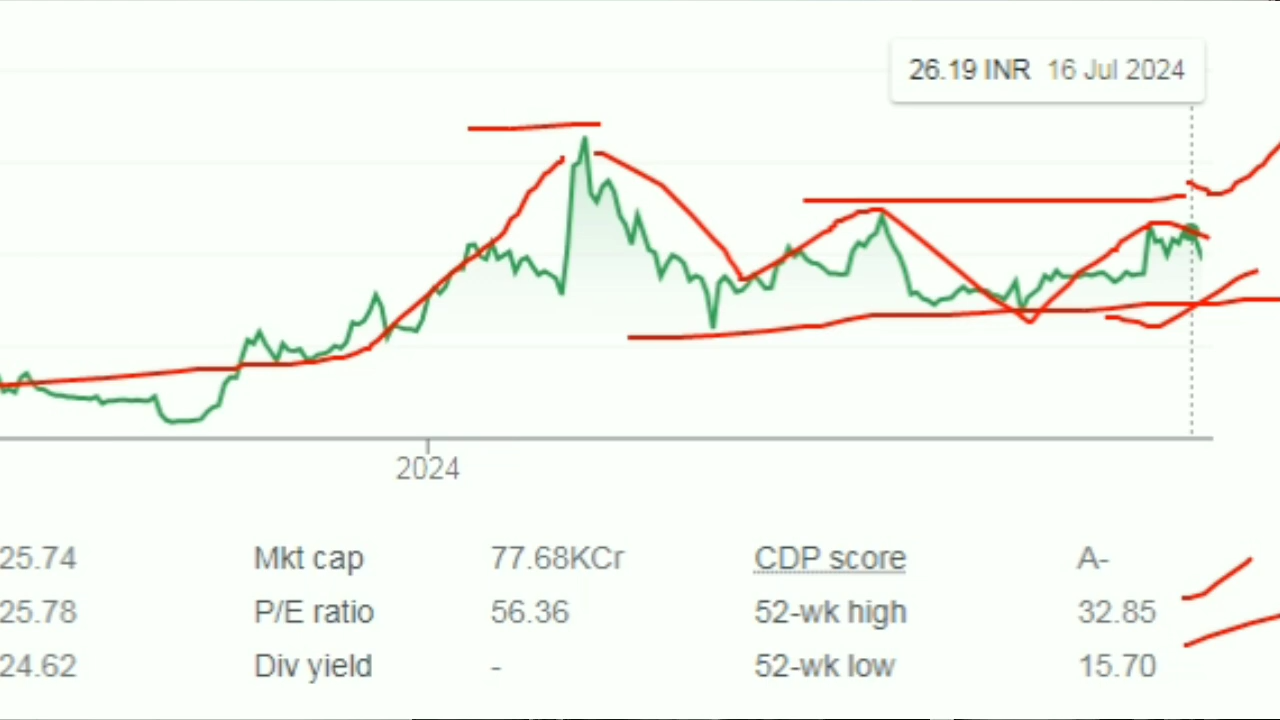 26.19 INR 16 Jul 2024
2024
25.74 Mkt cap 77.68KCr CDP score A-
25.78 P/E ratio 56.36 52-wk high 32.85
24.62 Div yield - 52-wk low 15.70